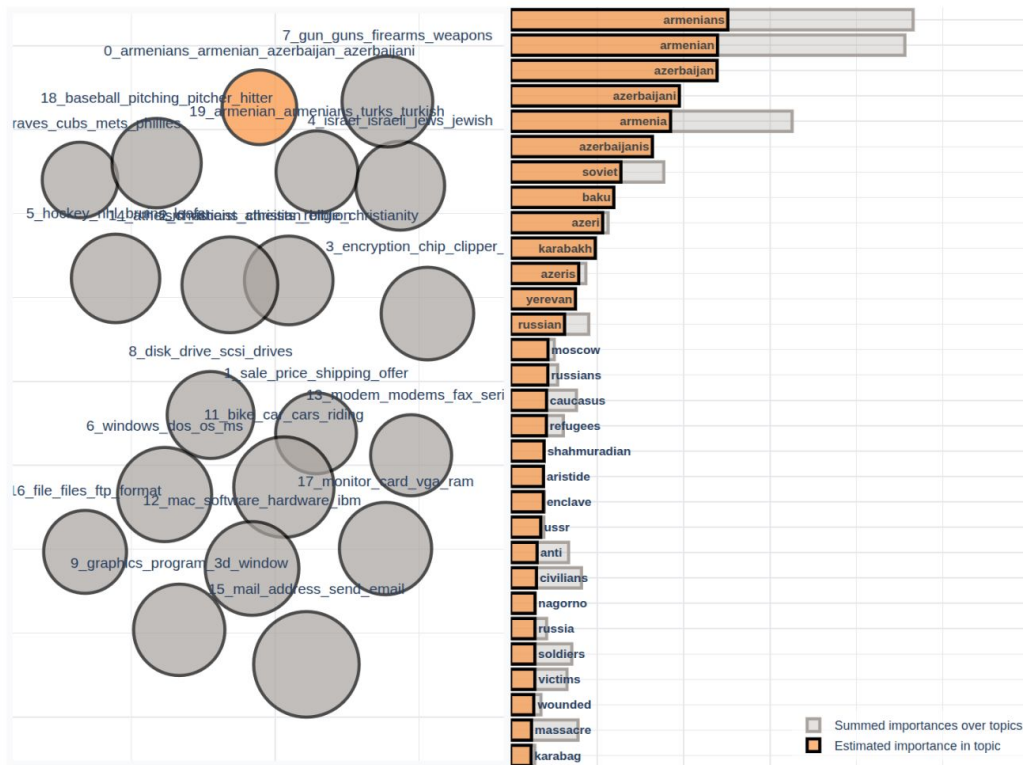 7_gun_guns_firearms_weapons
0_armenians_armenian_azerbaijan_azerbaijani
18_baseball_pitching_pitcher_hitter
19_armenian_armenians_turks_turkish
4_israel_israeli_jews_jewish
raves_cubs_mets_phillies
5_hockey_nhl_bruins_leafs
christianity
3_encryption_chip_clipper_
8_disk_drive_scsi_drives
1_sale_price_shipping_offer
13_modem_modems_fax_seri
11_bike_car_cars_riding
6_windows_dos_os_ms
17_monitor_card_vga_ram
16_file_files_ftp_format
12_mac_software_hardware_ibm
9_graphics_program_3d_window
15_mail_address_send_email
armenians
armenian
azerbaijan
azerbaijani
armenia
azerbaijanis
soviet
baku
azeri
karabakh
azeris
yerevan
russian
moscow
russians
caucasus
refugees
shahmuradian
aristide
enclave
ussr
anti
civilians
nagorno
russia
soldiers
victims
wounded
massacre
karabag
Summed importances over topics
Estimated importance in topic